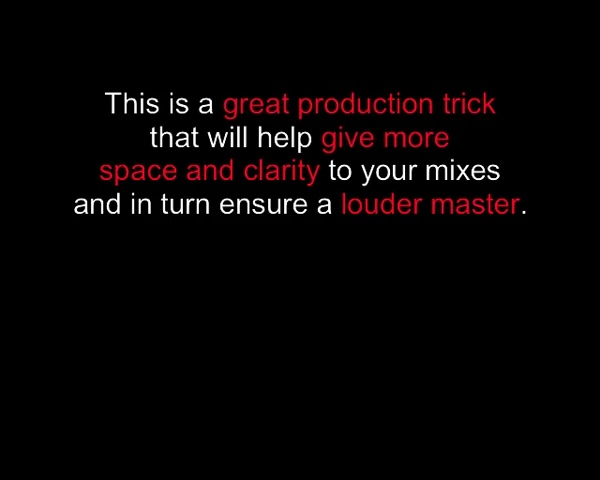 This is a great production trick
that will help give more
space and clarity to your mixes
and in turn ensure a louder master.